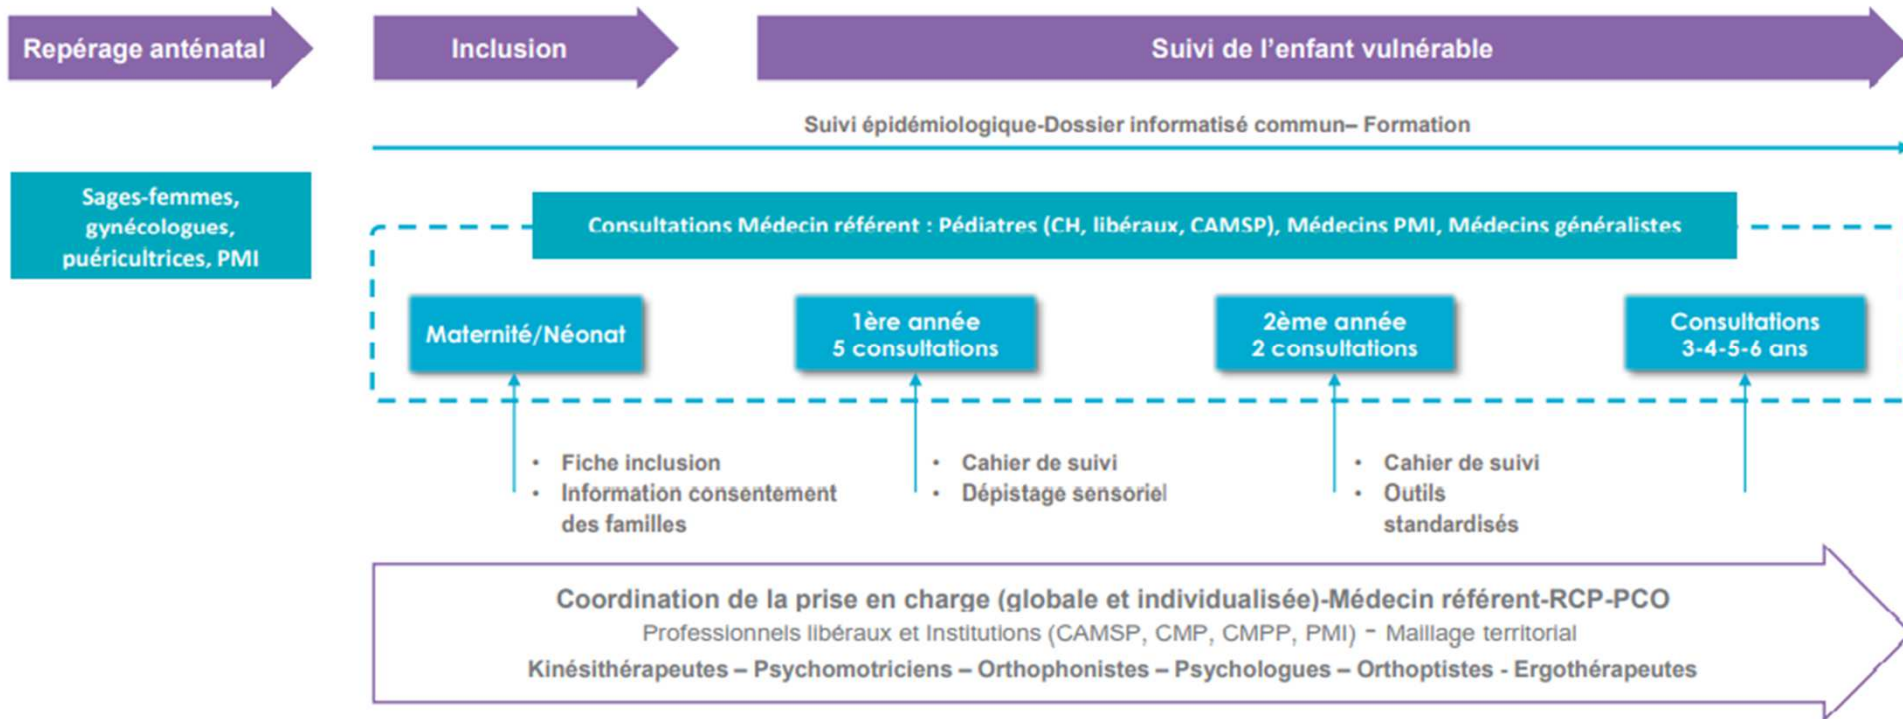 Repérage anténatal
Inclusion
Suivi de l'enfant vulnérable
Suivi épidémiologique-Dossier informatisé commun– Formation
Sages-femmes,
gynécologues,
puéricultrices, PMI
Consultations Médecin référent : Pédiatres (CH, libéraux, CAMSP), Médecins PMI, Médecins généralistes
Maternité/Néonat
1ère année
5 consultations
2ème année
2 consultations
Consultations
3-4-5-6 ans
• Fiche inclusion
• Information consentement
des familles
• Cahier de suivi
• Dépistage sensoriel
• Cahier de suivi
• Outils
standardisés
Coordination de la prise en charge (globale et individualisée)-Médecin référent-RCP-PCO
Professionnels libéraux et Institutions (CAMSP, CMP, CMPP, PMI) - Maillage territorial
Kinésithérapeutes – Psychomotriciens – Orthophonistes – Psychologues – Orthoptistes - Ergothérapeutes